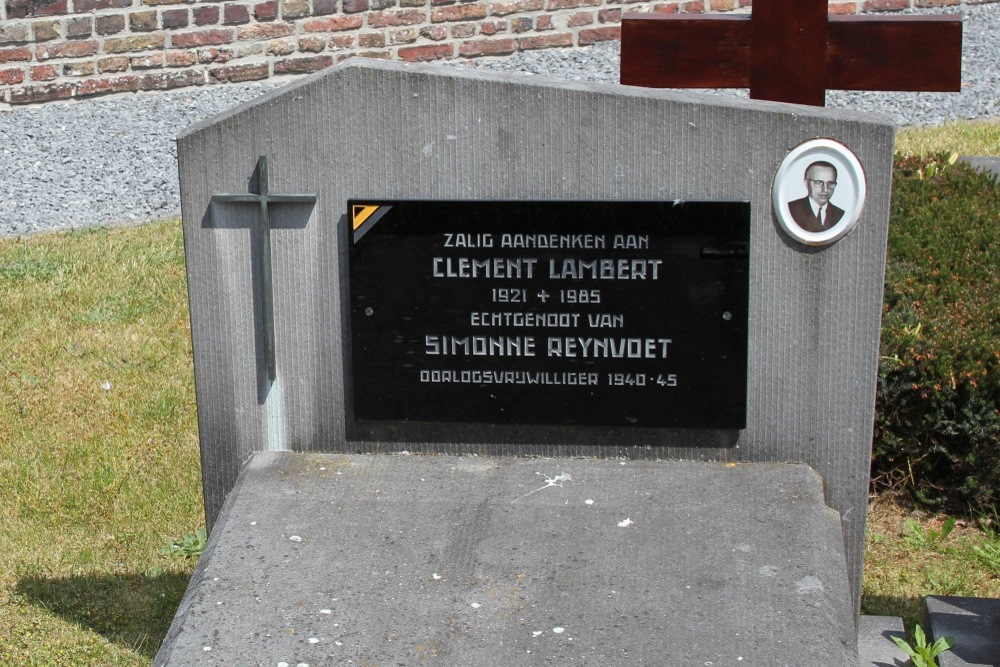 ZALIG AANDENKEN AAN
CLEMENT LAMBERT
1921 + 1985
ECHTGENOOT VAN
SIMONNE REYNVOET
OORLOGSVRIJWILLIGER 1940-45